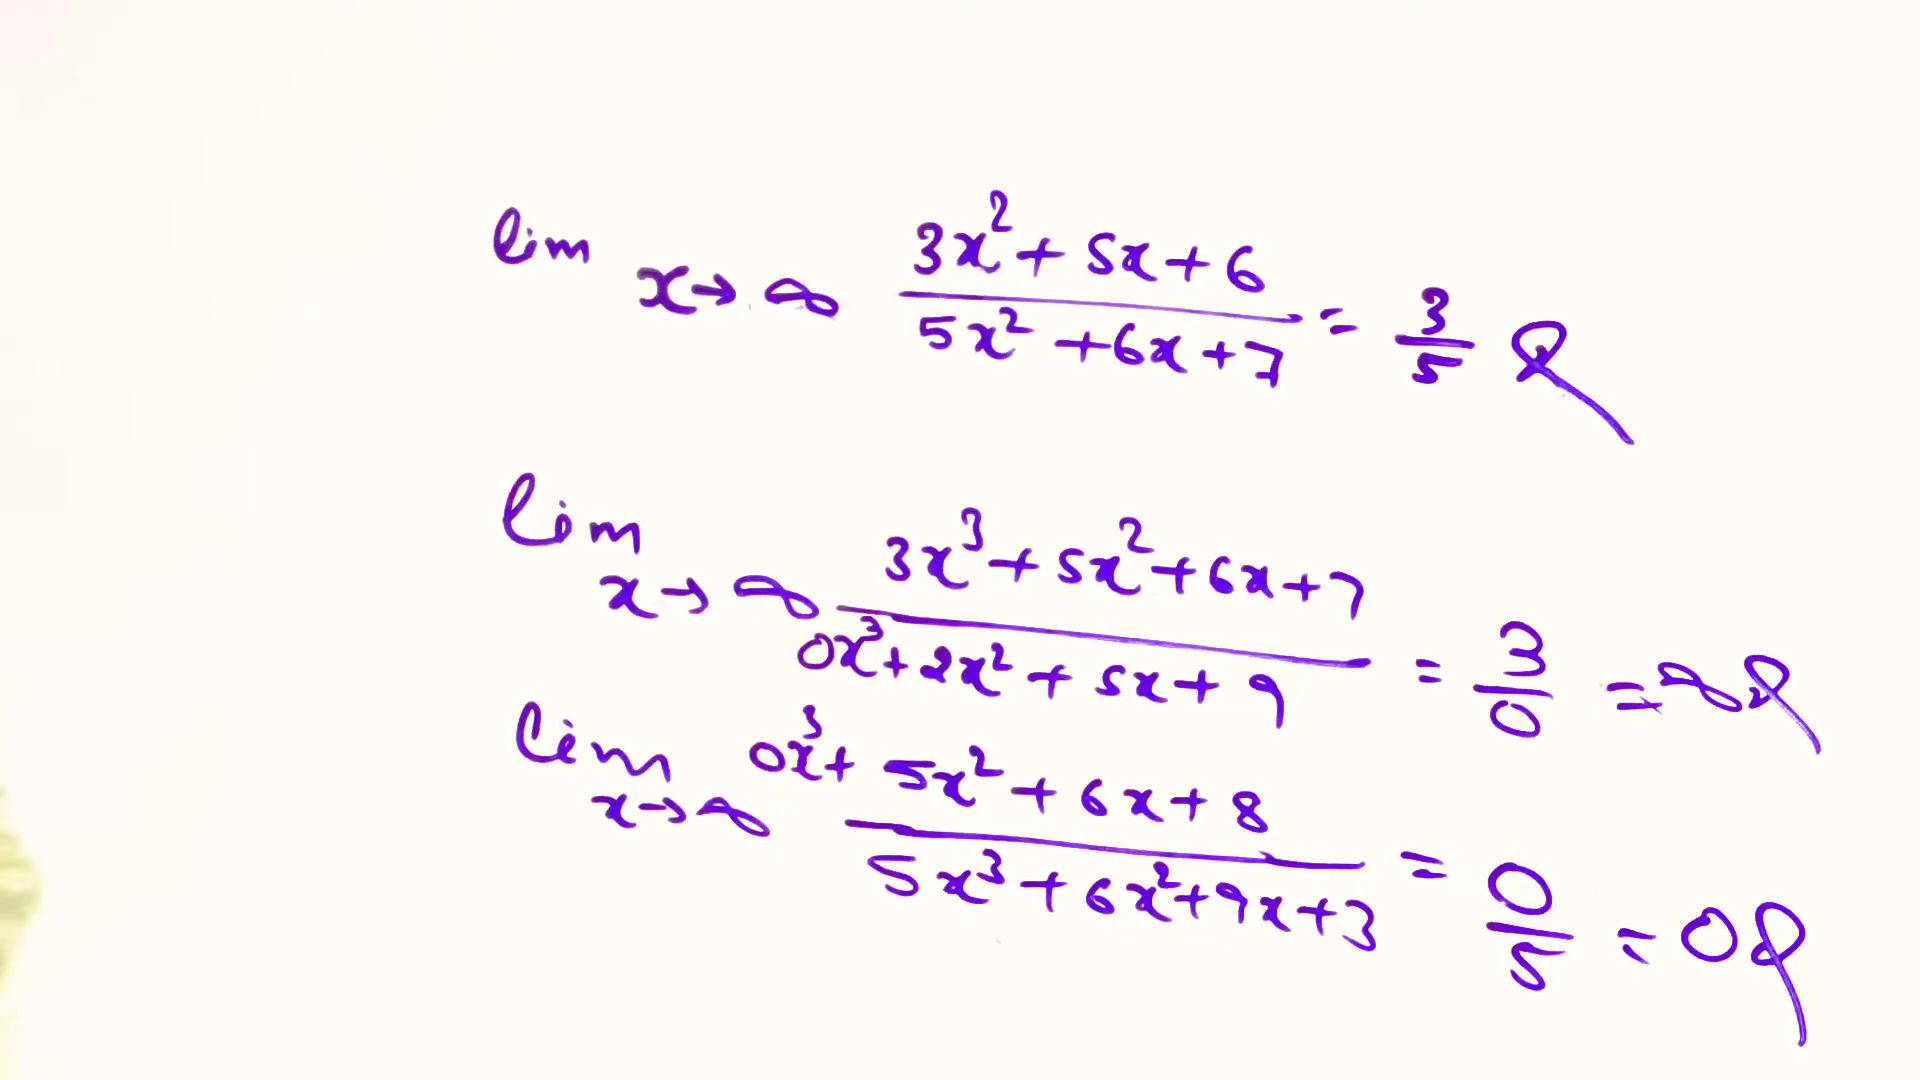 lim x→∞ (3x² + 5x + 6)/(5x² + 6x + 7) = 3/5
lim x→∞ (3x³ + 5x² + 6x + 7)/(0x³ + 2x² + 5x + 9) = 3/0 = ∞
lim x→∞ (0x³ + 5x² + 6x + 8)/(5x³ + 6x² + 9x + 3) = 0/5 = 0